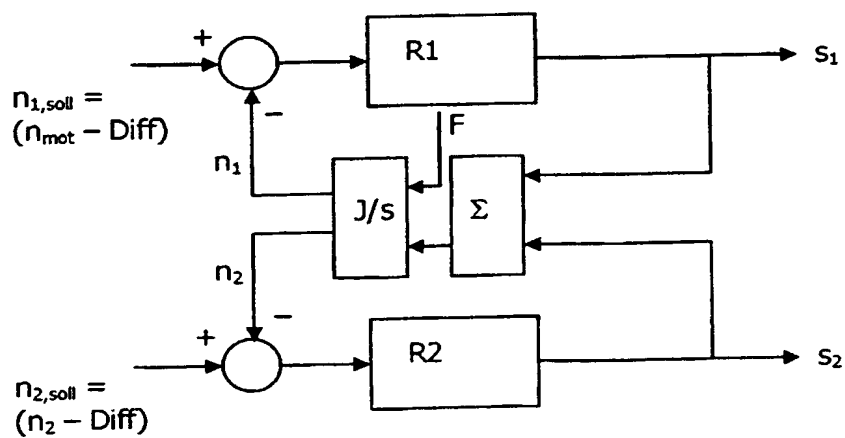 +
R1
s₁
n₁,soll =
(nmot – Diff)
–
F
n₁
J/s
Σ
n₂
–
+
R2
s₂
n₂,soll =
(n₂ – Diff)